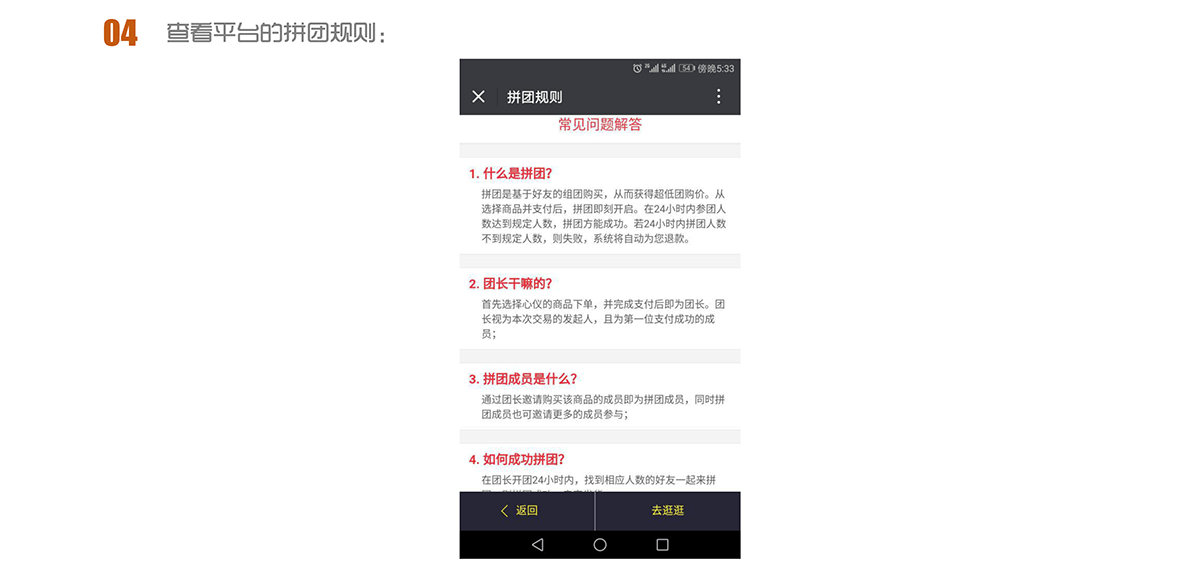 04 查看平台的拼团规则：
2G 4G 54 傍晚5:33
拼团规则
常见问题解答
1. 什么是拼团？
拼团是基于好友的组团购买，从而获得超低团购价。从
选择商品并支付后，拼团即刻开启。在24小时内参团人
数达到规定人数，拼团方能成功。若24小时内拼团人数
不到规定人数，则失败，系统将自动为您退款。
2. 团长干嘛的？
首先选择心仪的商品下单，并完成支付后即为团长。团
长视为本次交易的发起人，且为第一位支付成功的成
员；
3. 拼团成员是什么？
通过团长邀请购买该商品的成员即为拼团成员，同时拼
团成员也可邀请更多的成员参与；
4. 如何成功拼团？
在团长开团24小时内，找到相应人数的好友一起来拼
返回 去逛逛